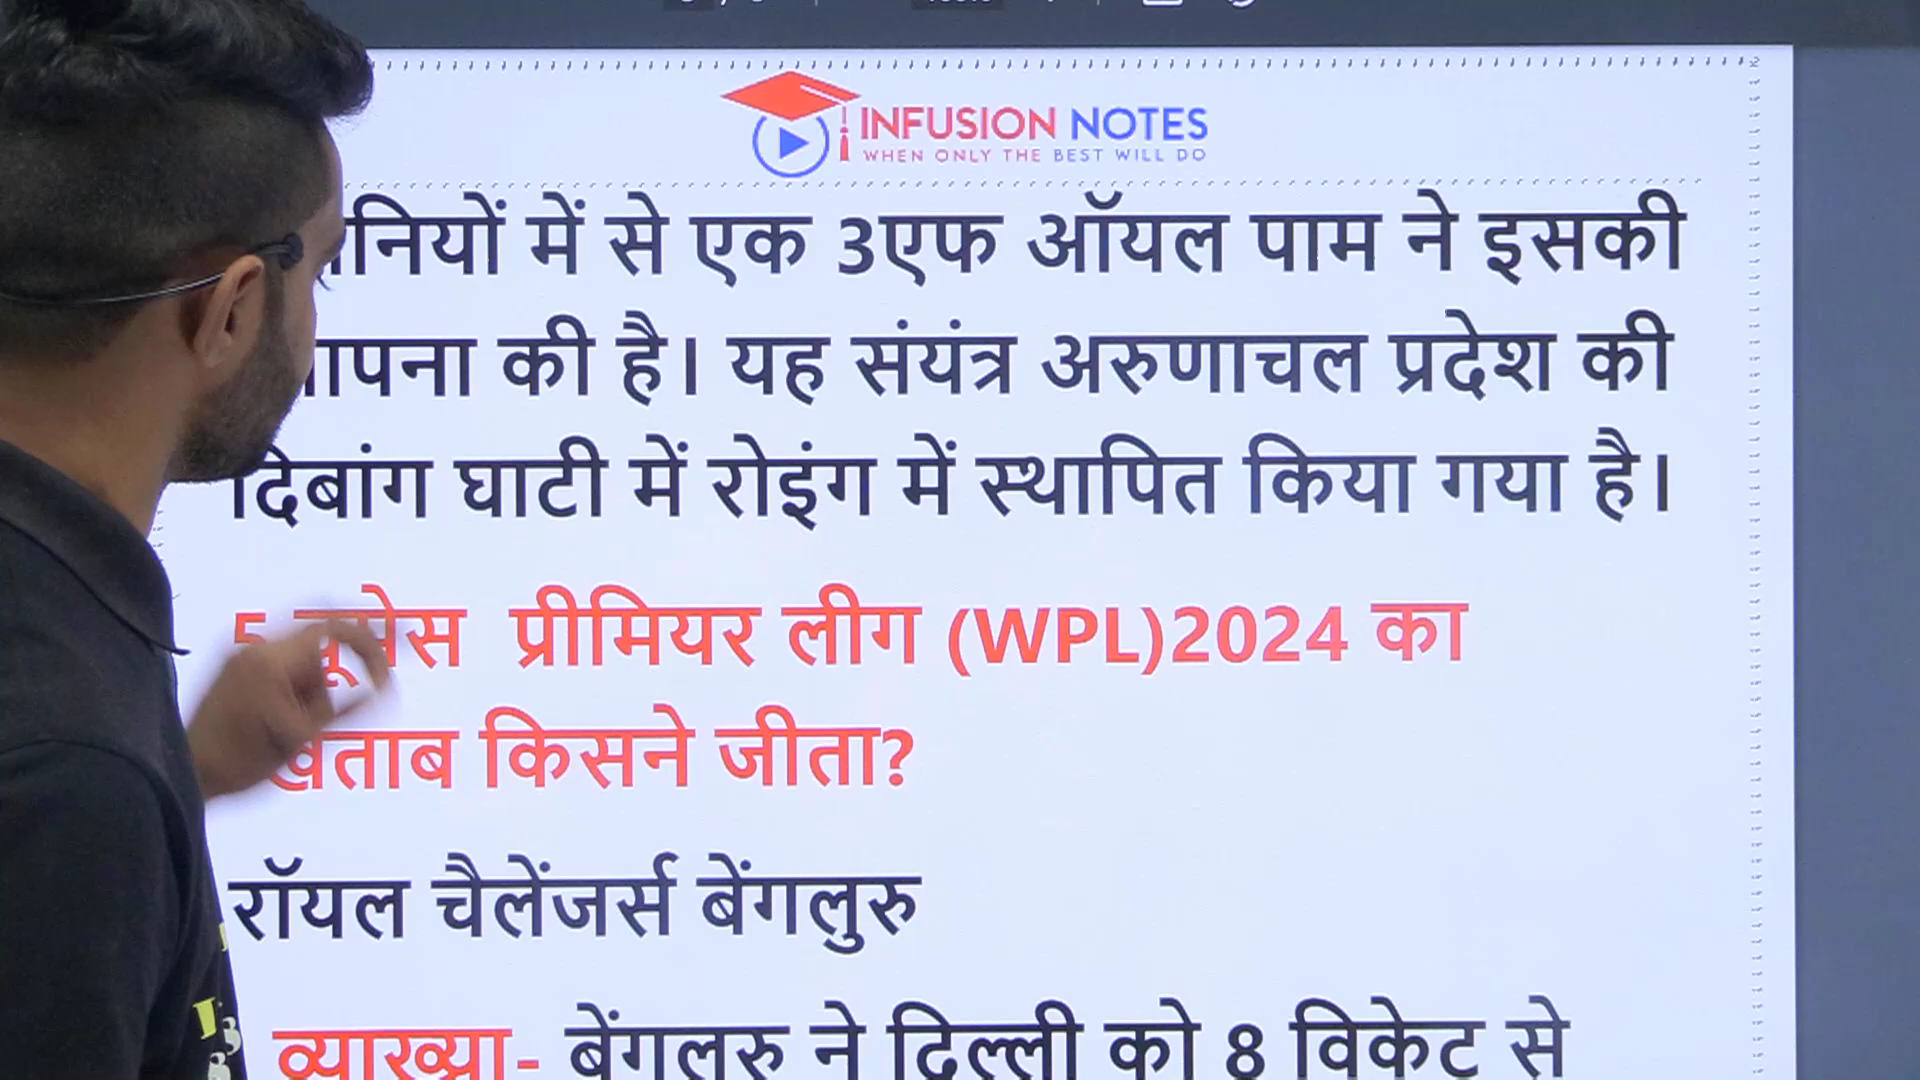 INFUSION NOTES
WHEN ONLY THE BEST WILL DO
में से एक 3एफ ऑयल पाम ने इसकी
की है। यह संयंत्र अरुणाचल प्रदेश की
दिबांग घाटी में रोइंग में स्थापित किया गया है।
प्रीमियर लीग (WPL)2024 का
किसने जीता?
रॉयल चैलेंजर्स बेंगलुरु
व्याख्या- बेंगलुरु ने दिल्ली को 8 विकेट से